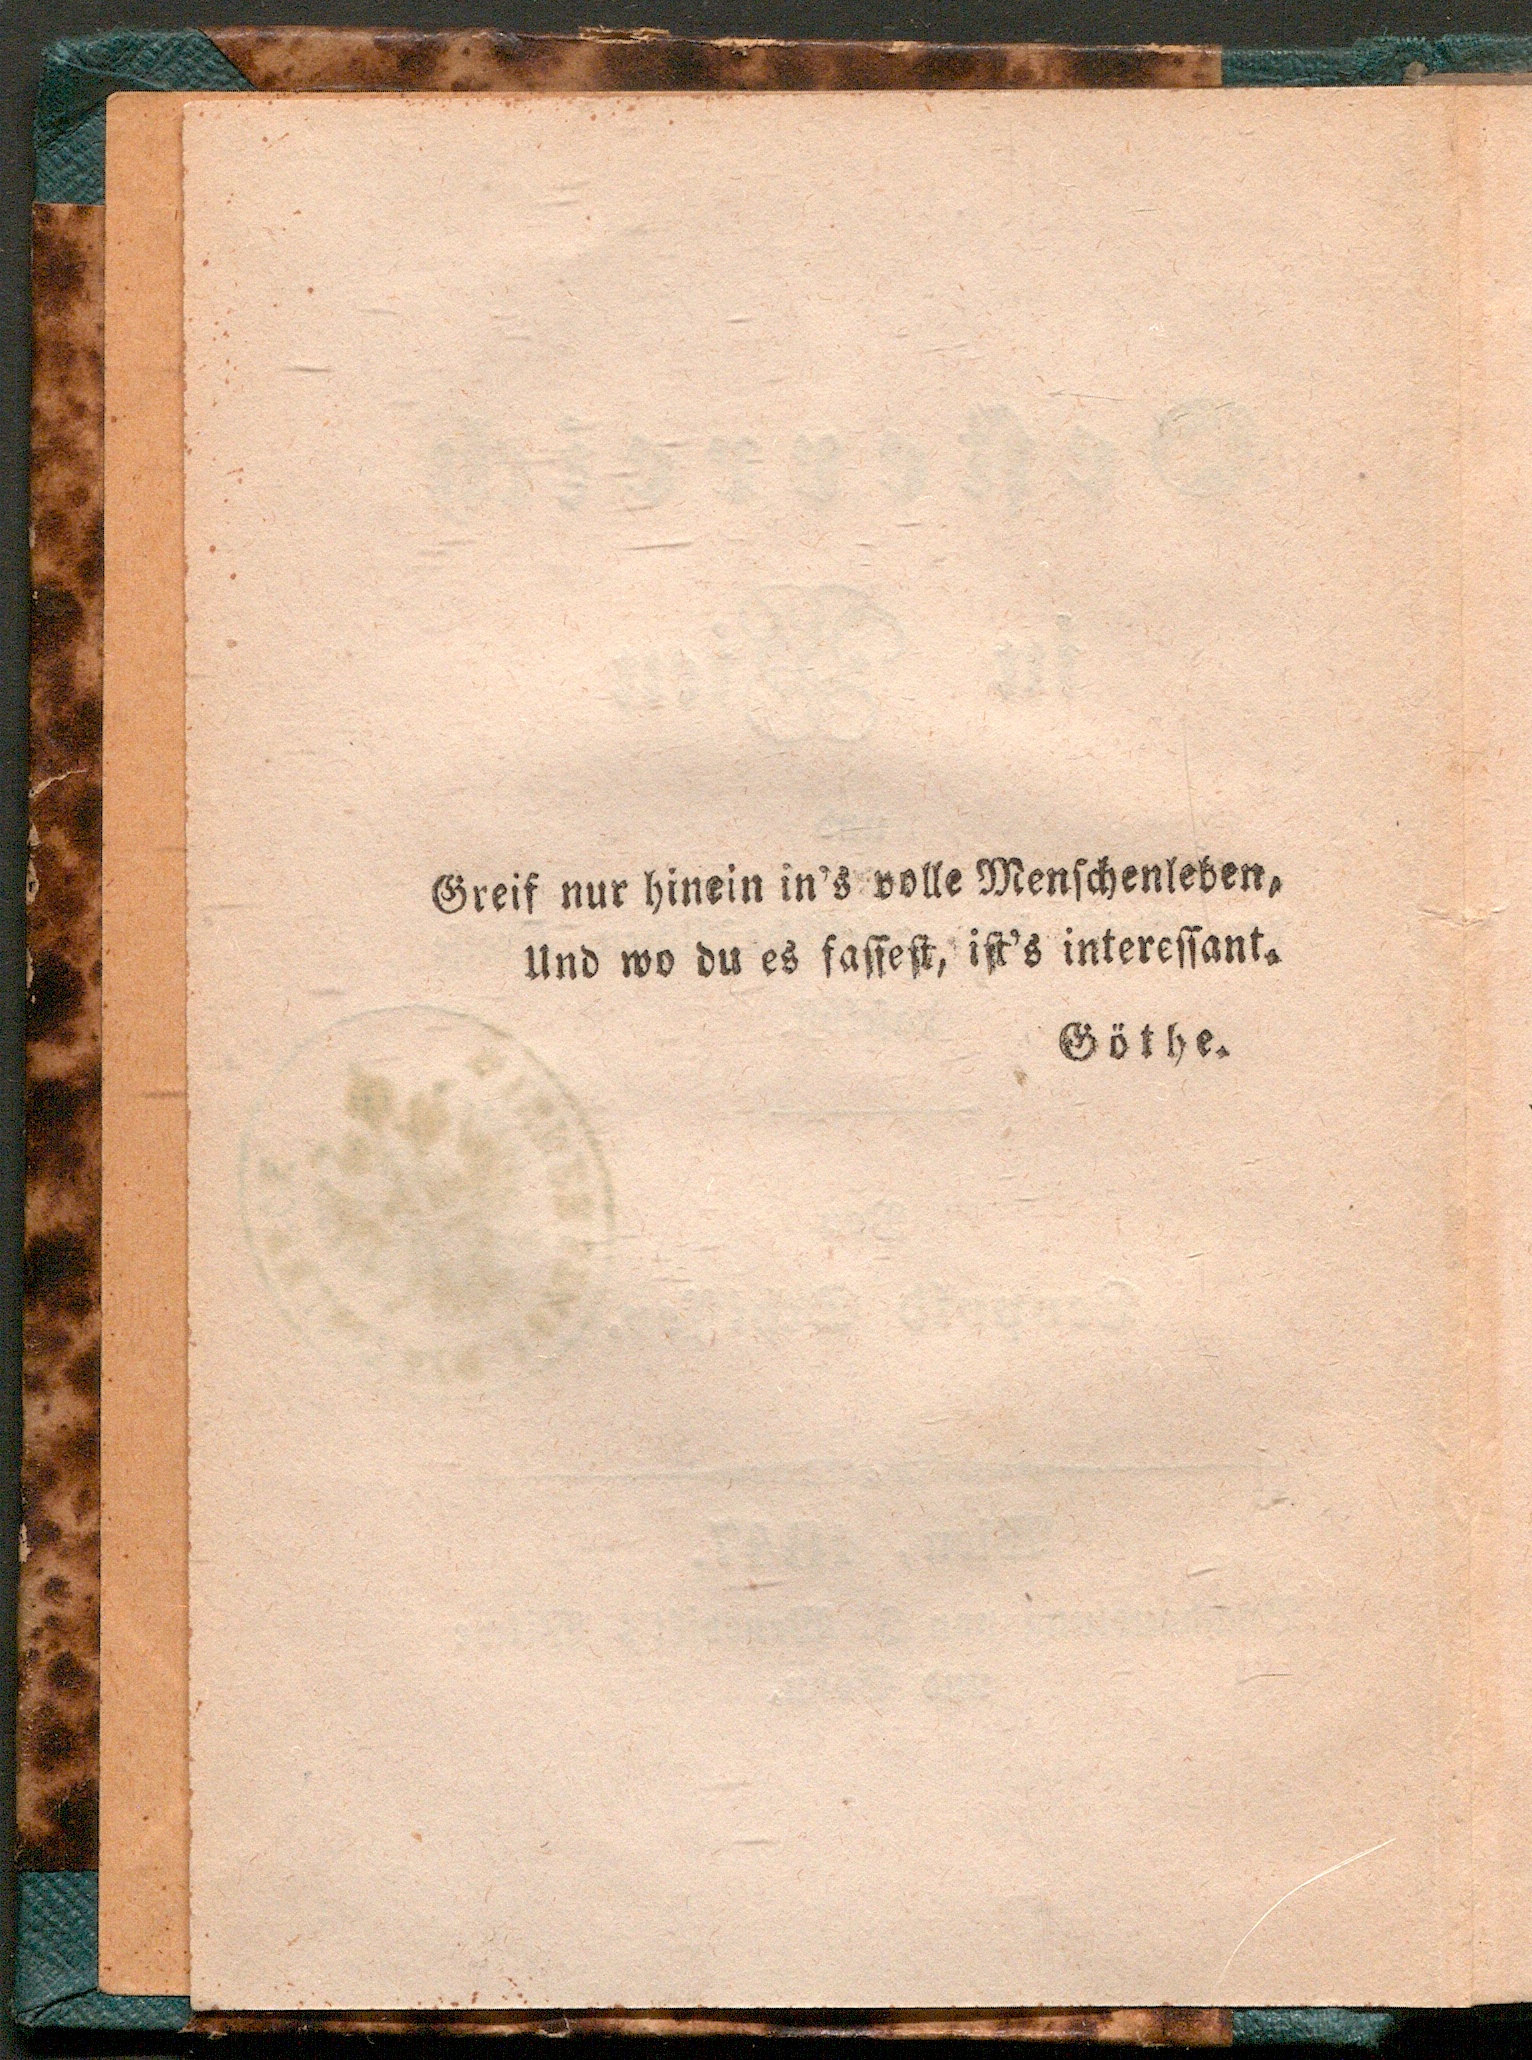 Greif nur hinein in's volle Menſchenleben,
Und wo du es faſſeſt, iſt's intereſſant.
Göthe.